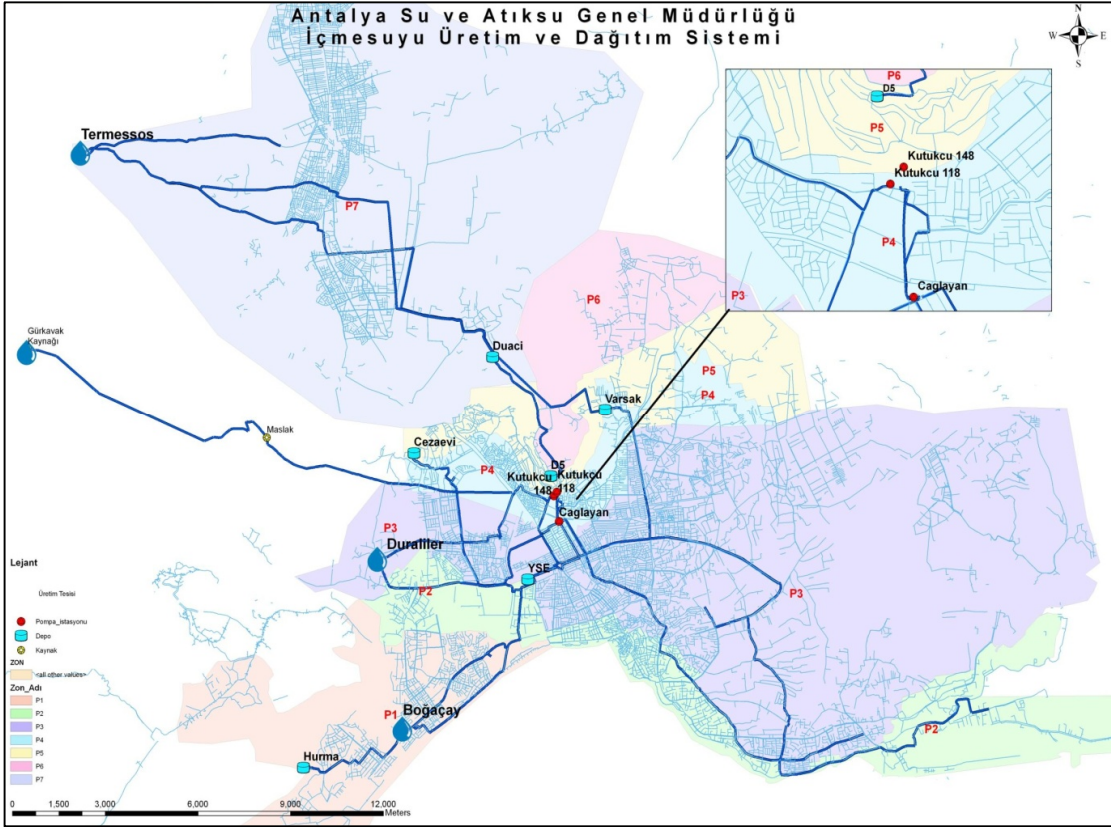 Antalya Su ve Atıksu Genel Müdürlüğü
İçmesuyu Üretim ve Dağıtım Sistemi
N
W E
S
P6
D5
P5
Kutukcu 148
Kutukcu 118
P4
Caglayan
Termessos
P7
P6
P3
Gürkavak
Kaynağı
Duaci
P5
P4
Varsak
Maslak
Cezaevi
P4
D5
Kutukcu
Kutukcu
148
118
Caglayan
P3
Duraliler
YSE
P2
P3
Lejant
Üretim Tesisi
Pompa_istasyonu
Depo
Kaynak
ZON
<all other values>
Zon_Adı
P1
P2
P3
P4
P5
P6
P7
P1
Boğaçay
P2
Hurma
0 1,500 3,000 6,000 9,000 12,000
Meters